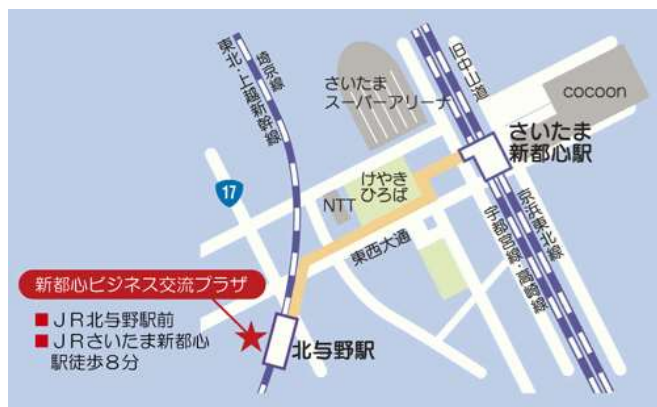 東北・上越新幹線
埼京線
さいたま
スーパーアリーナ
旧中山道
cocoon
さいたま
新都心駅
けやき
ひろば
NTT
17
東西大通
宇都宮線・高崎線
京浜東北線
新都心ビジネス交流プラザ
■ＪＲ北与野駅前
■ＪＲさいたま新都心
駅徒歩８分
北与野駅